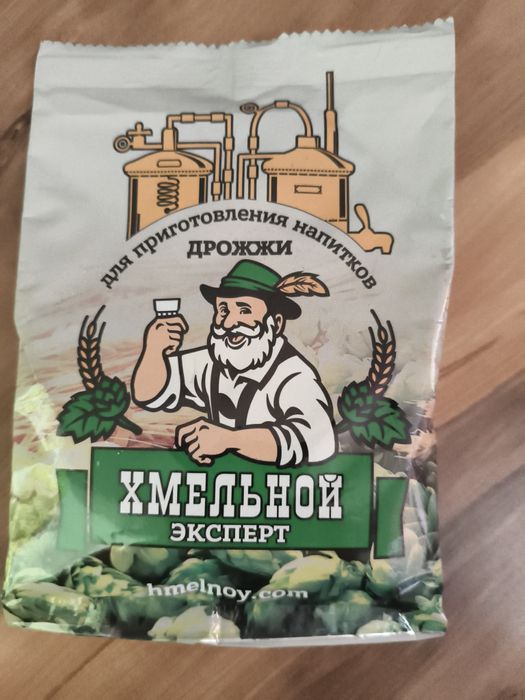 для приготовления напитков
ДРОЖЖИ
ХМЕЛЬНОЙ
ЭКСПЕРТ
hmelnoy.com